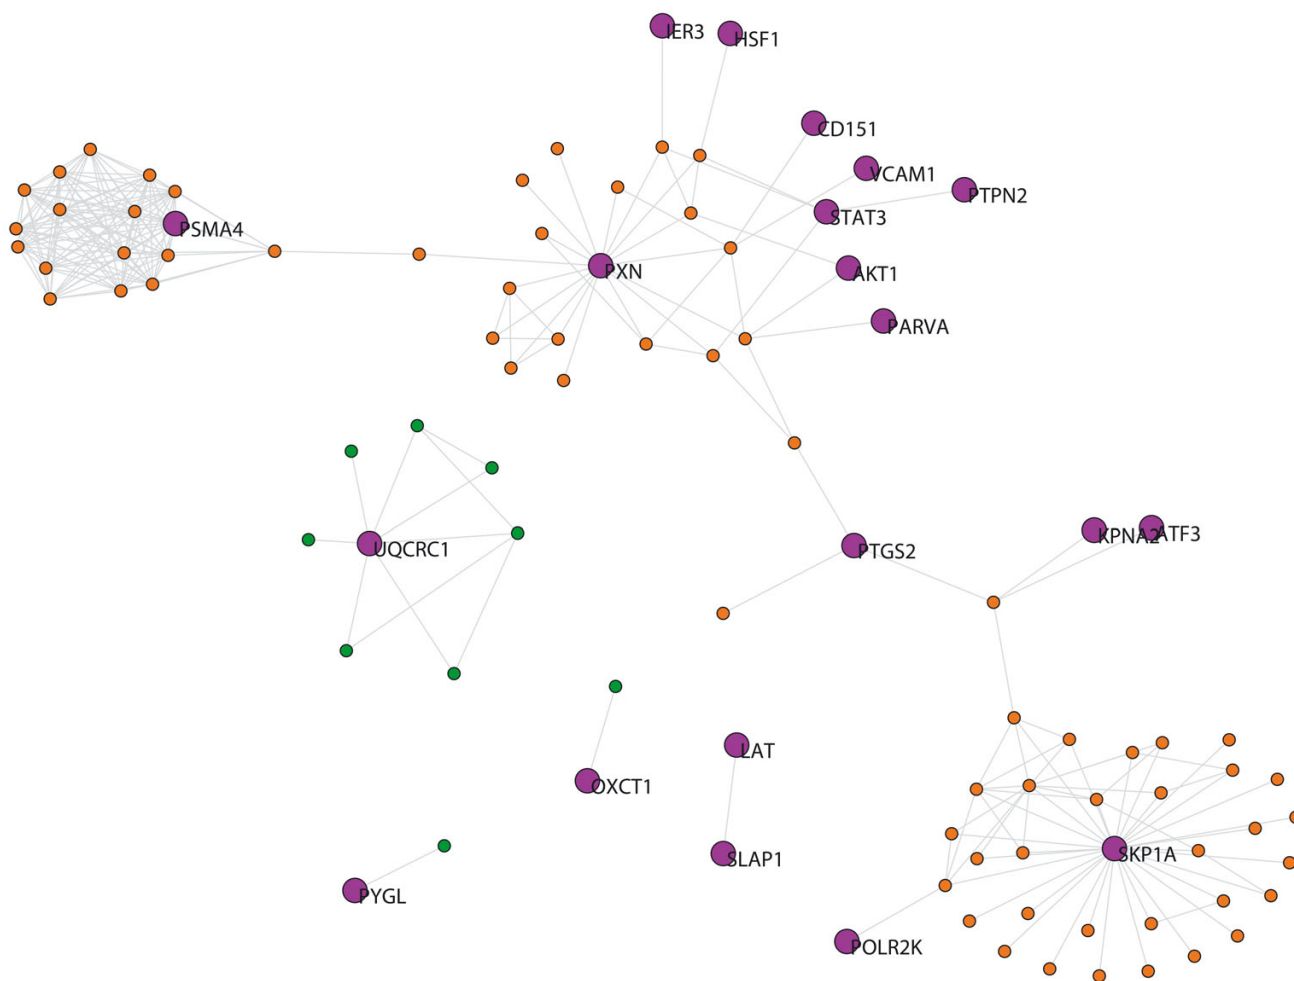 IER3
HSF1
CD151
VCAM1
PTPN2
STAT3
PSMA4
PXN
AKT1
PARVA
KPNA2
ATF3
UQCRC1
PTGS2
LAT
OXCT1
SLAP1
SKP1A
PYGL
POLR2K